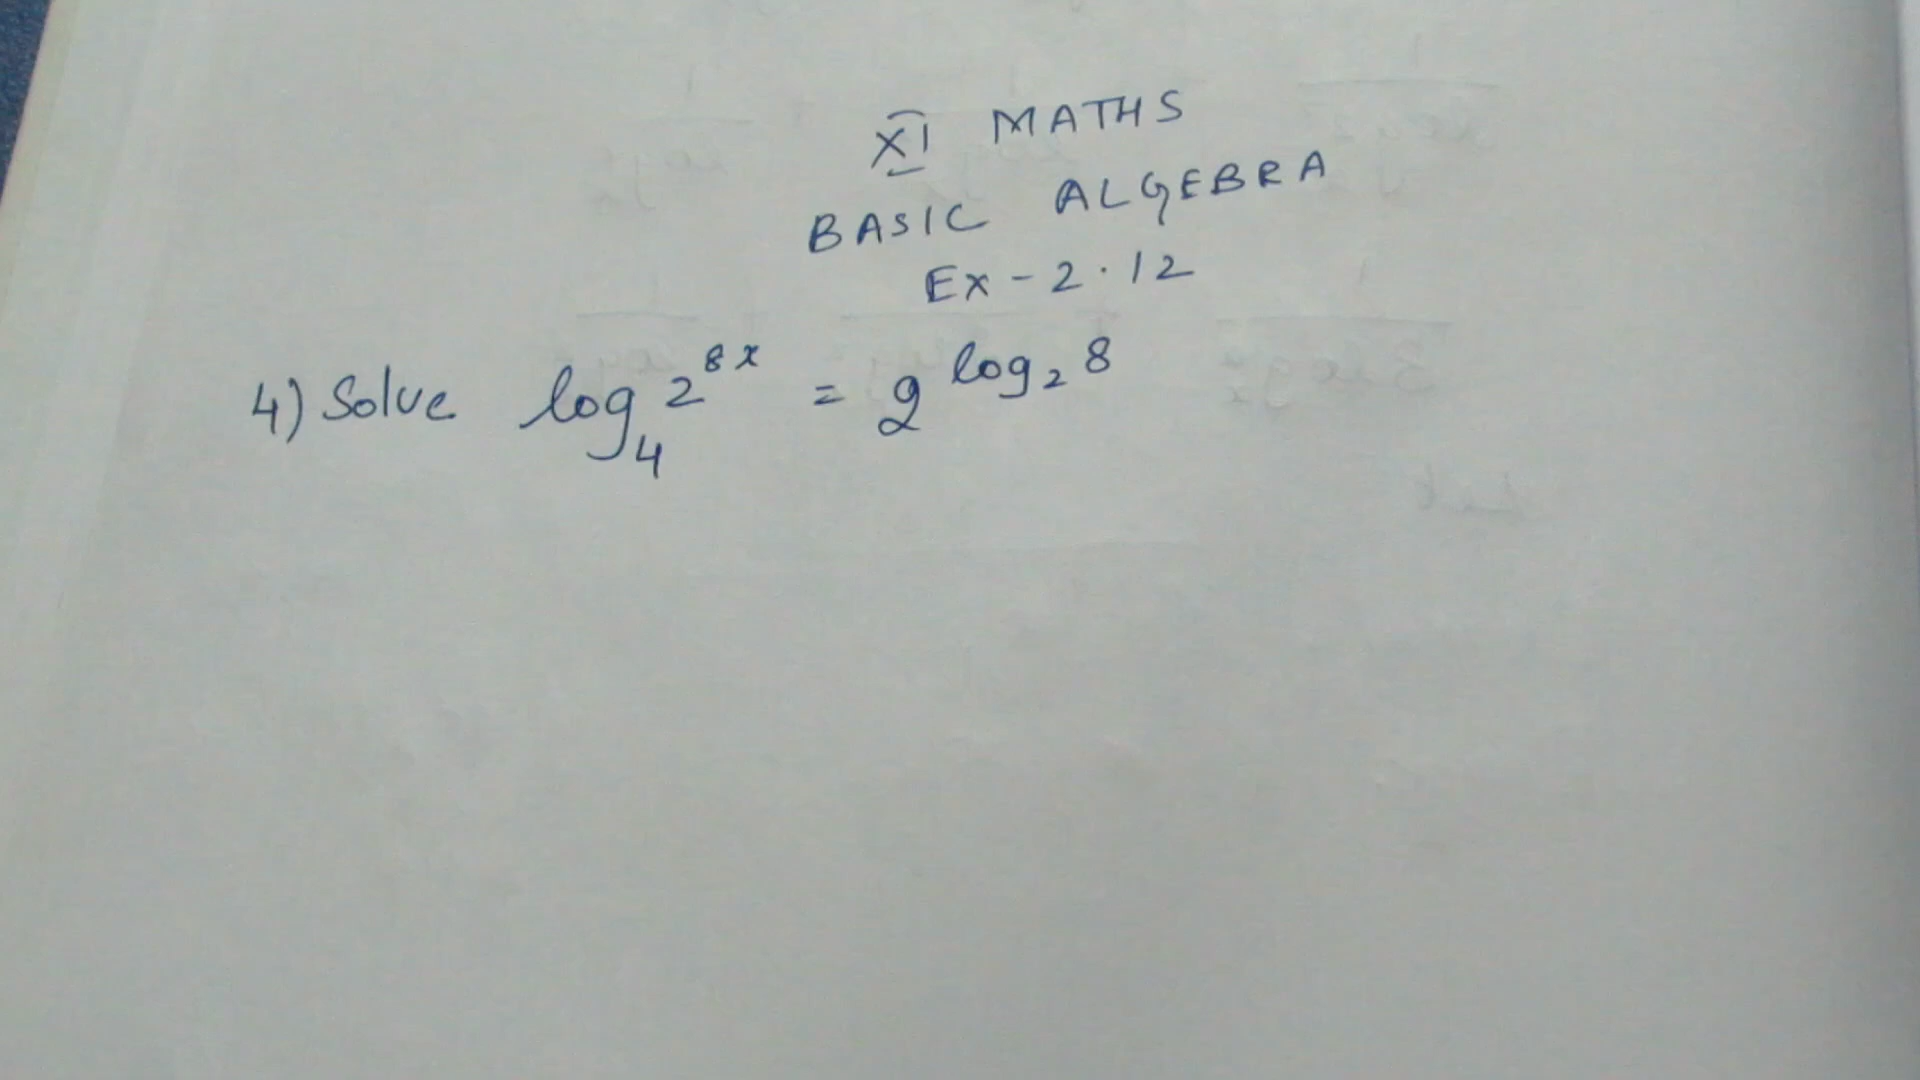 XI MATHS
BASIC ALGEBRA
Ex - 2.12
4) Solve log₄ 2^(8x) = 2^(log₂ 8)